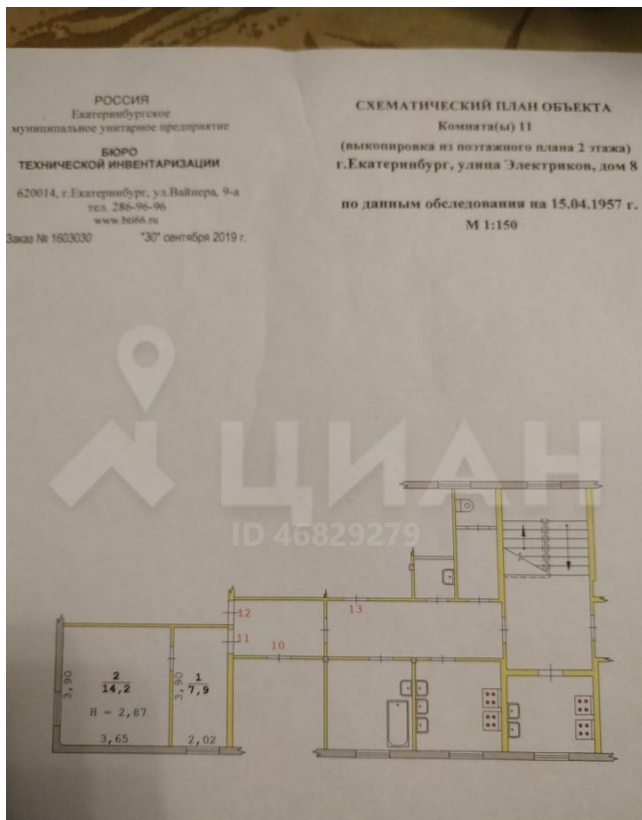 РОССИЯ
Екатеринбургское
муниципальное унитарное предприятие
БЮРО
ТЕХНИЧЕСКОЙ ИНВЕНТАРИЗАЦИИ
620014, г.Екатеринбург, ул.Вайнера, 9-а
тел. 286-96-96
www.bti66.ru
Заказ № 1603030 "30" сентября 2019 г.
СХЕМАТИЧЕСКИЙ ПЛАН ОБЪЕКТА
Комната(ы) 11
(выкопировка из поэтажного плана 2 этажа)
г.Екатеринбург, улица Электриков, дом 8
по данным обследования на 15.04.1957 г.
М 1:150
ЦИАН
ID 46829279
12
13
11
10
3,90
2
14,2
Н = 2,87
3,65
3,90
1
7,9
2,02